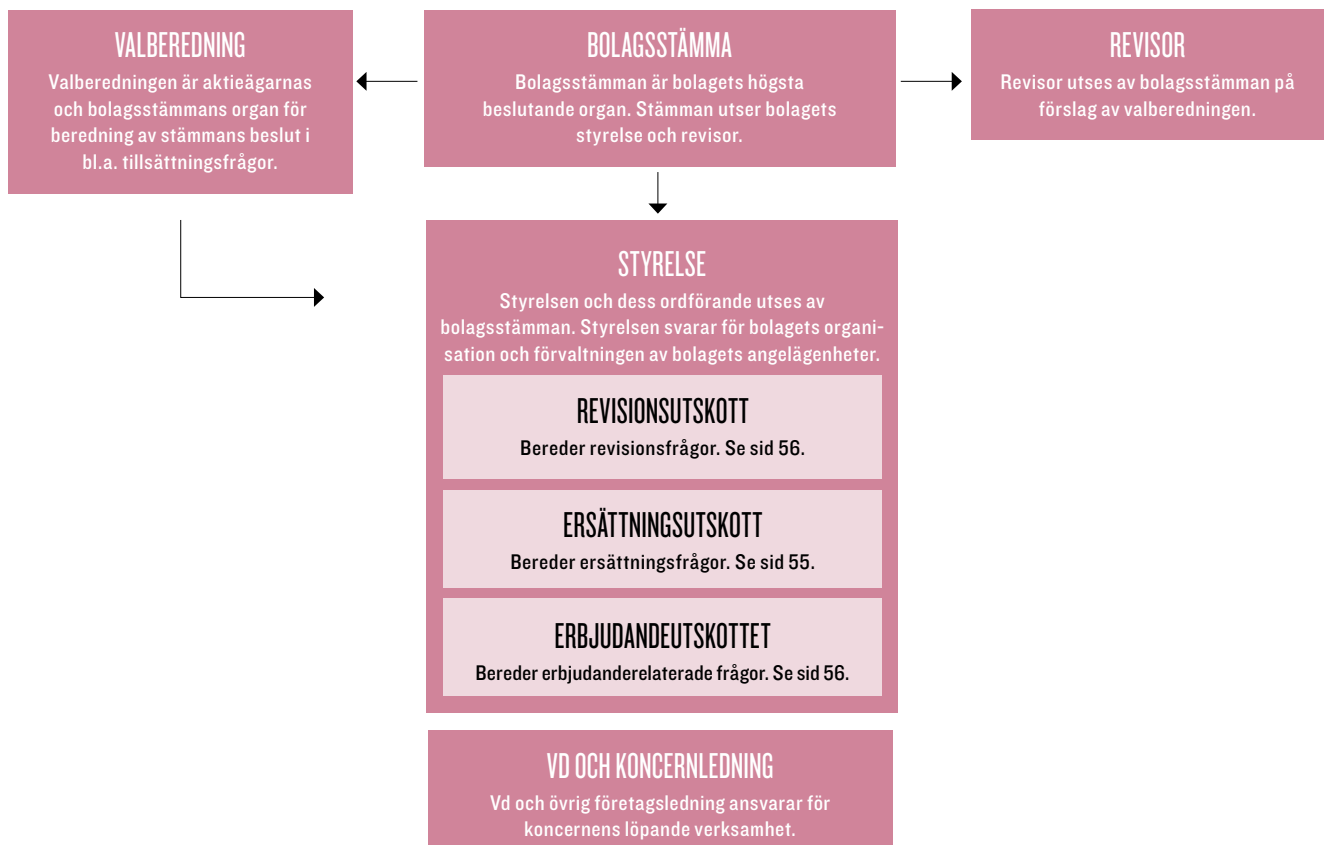 VALBEREDNING
Valberedningen är aktieägarnas
och bolagsstämmans organ för
beredning av stämmans beslut i
bl.a. tillsättningsfrågor.
BOLAGSSTÄMMA
Bolagsstämman är bolagets högsta
beslutande organ. Stämman utser bolagets
styrelse och revisor.
REVISOR
Revisor utses av bolagsstämman på
förslag av valberedningen.
STYRELSE
Styrelsen och dess ordförande utses av
bolagsstämman. Styrelsen svarar för bolagets organi-
sation och förvaltningen av bolagets angelägenheter.
REVISIONSUTSKOTT
Bereder revisionsfrågor. Se sid 56.
ERSÄTTNINGSUTSKOTT
Bereder ersättningsfrågor. Se sid 55.
ERBJUDANDEUTSKOTTET
Bereder erbjudanderelaterade frågor. Se sid 56.
VD OCH KONCERNLEDNING
Vd och övrig företagsledning ansvarar för
koncernens löpande verksamhet.